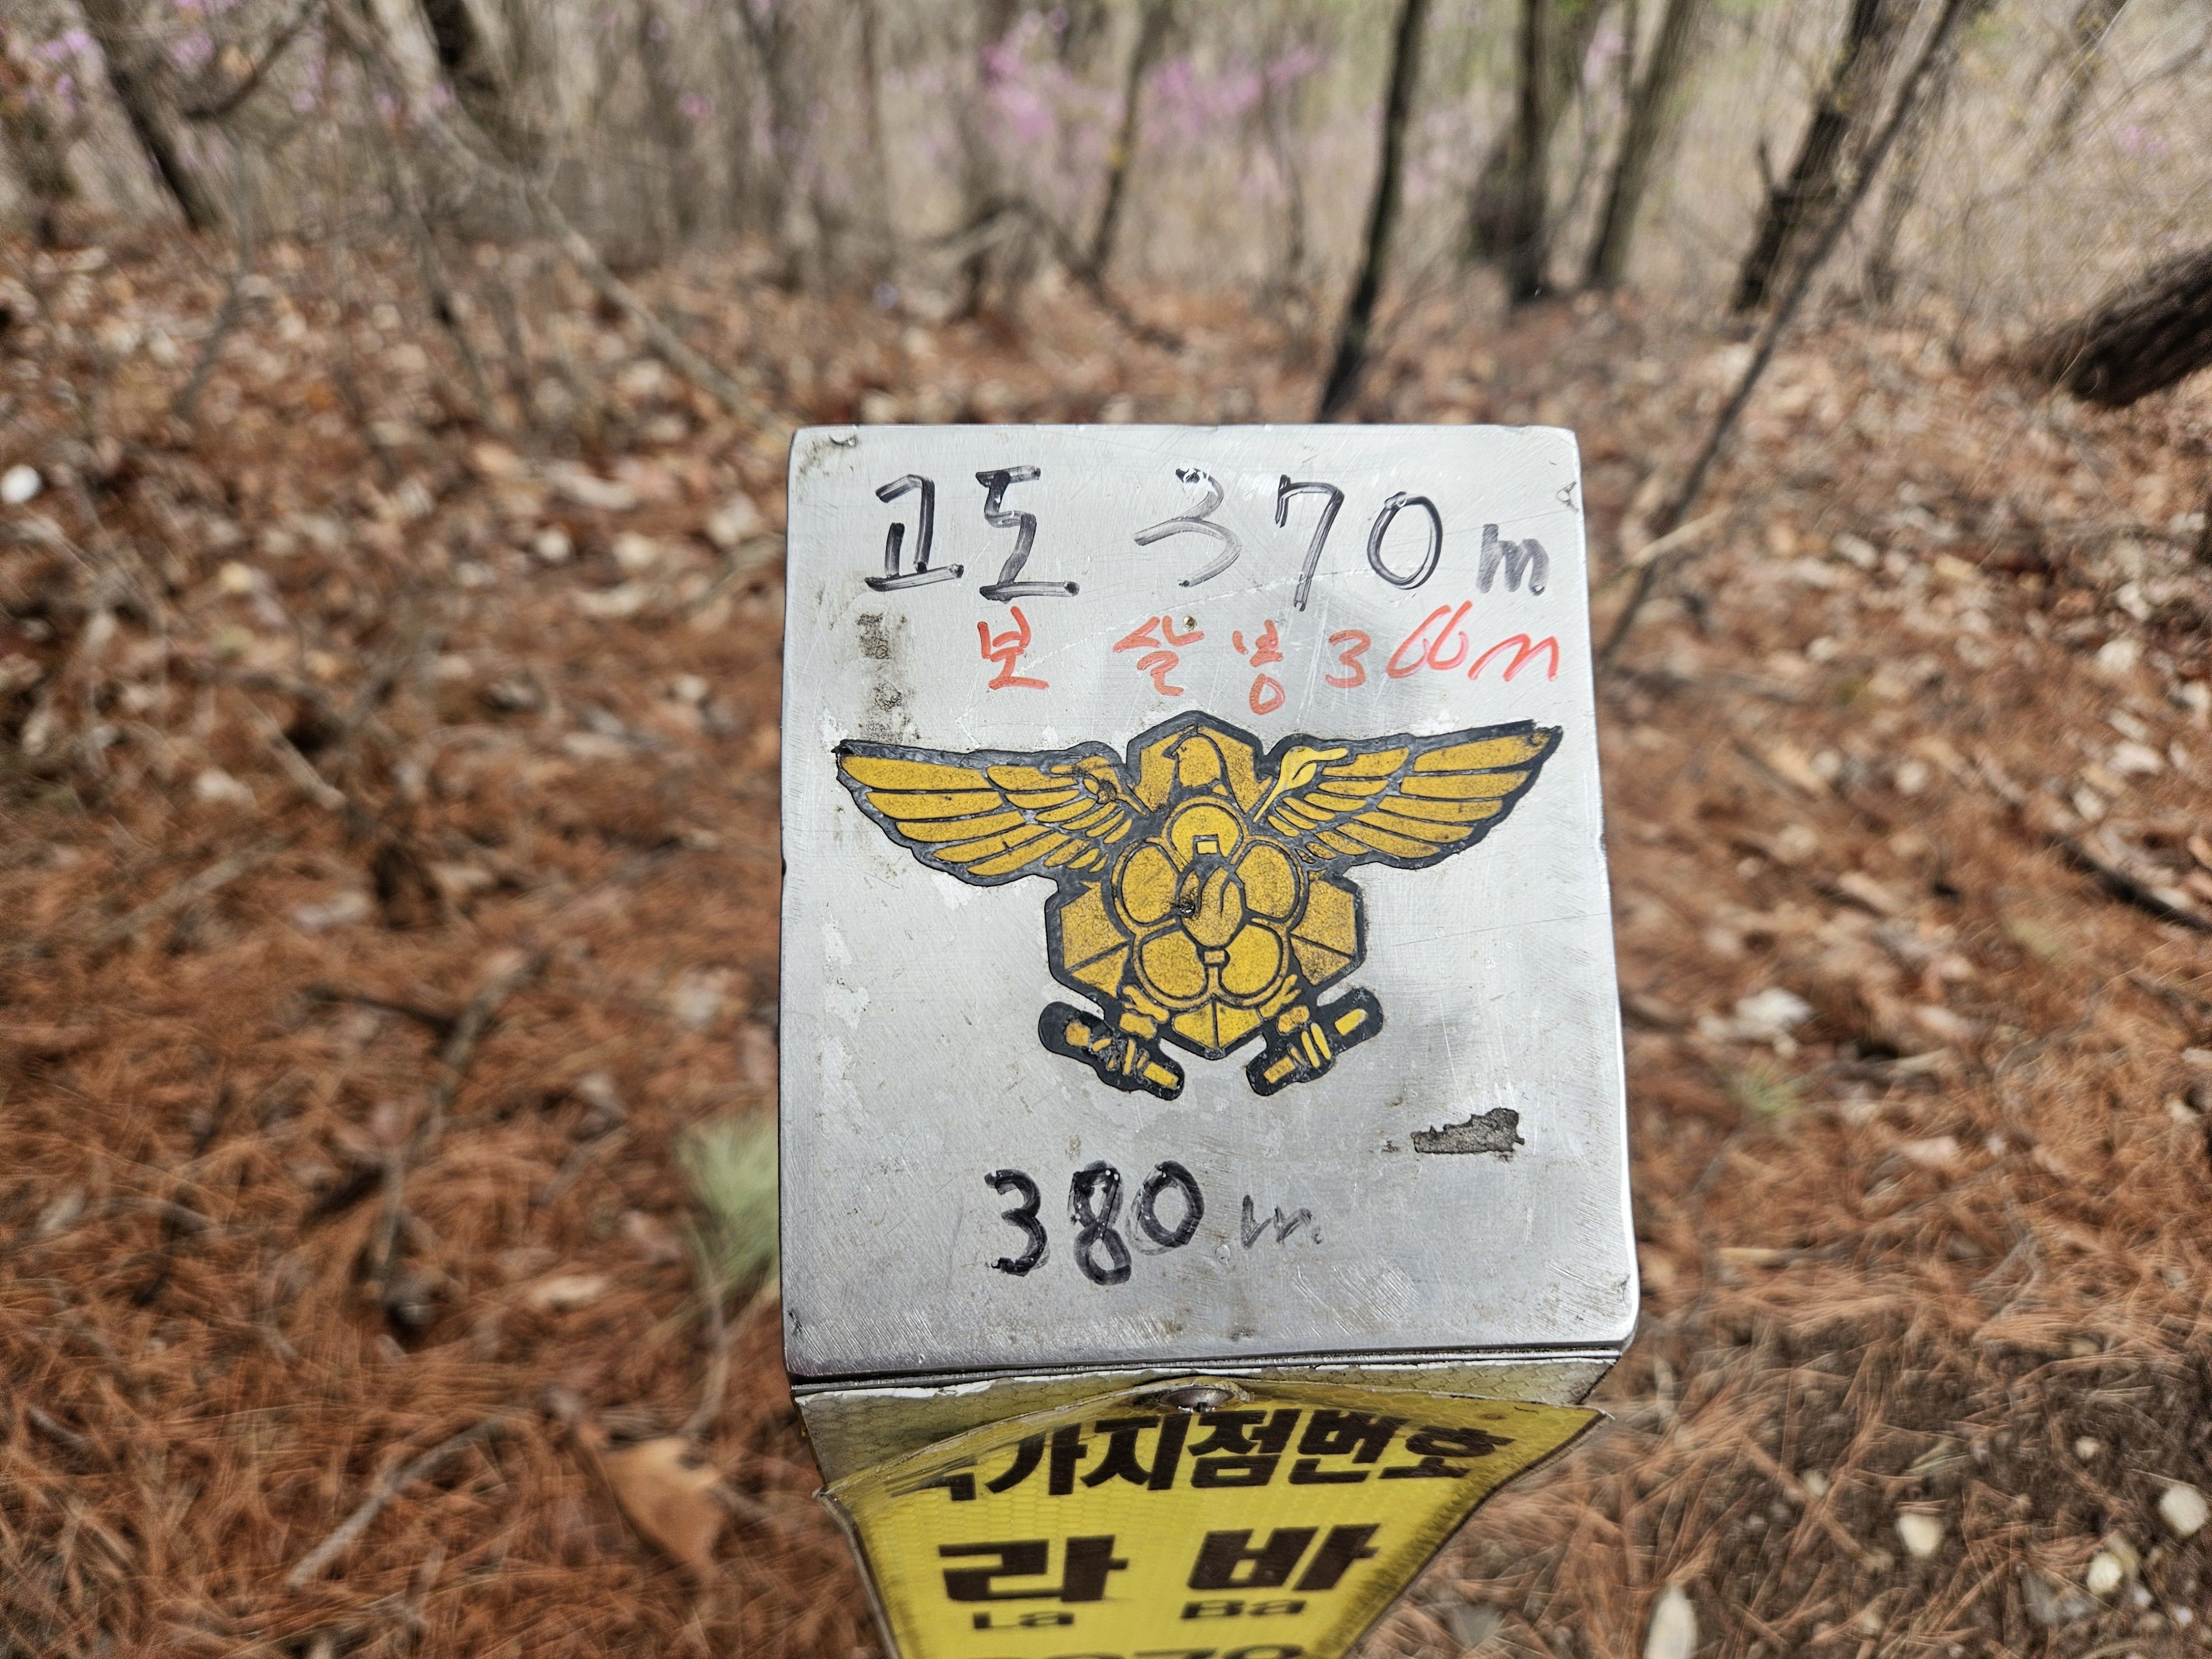 고도 370m
보살봉 366m
380m
국가지점번호
라 바
La Ba